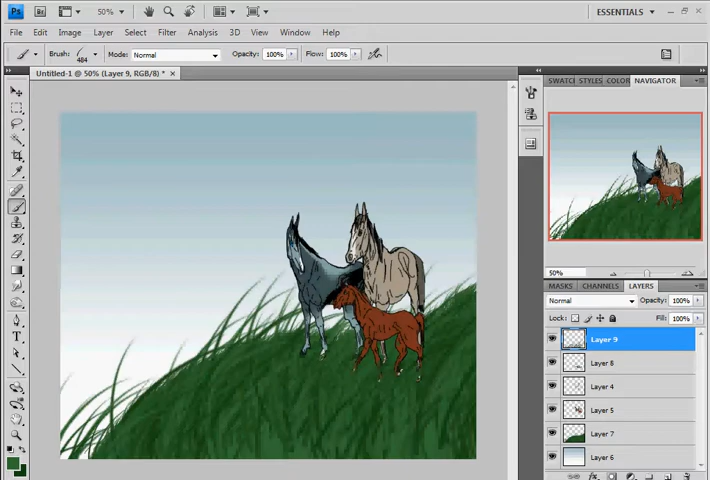 Ps Br 50% ESSENTIALS
File Edit Image Layer Select Filter Analysis 3D View Window Help
Brush: 484 Mode: Normal Opacity: 100% Flow: 100%
Untitled-1 @ 50% (Layer 9, RGB/8) *
SWATC STYLES COLOR NAVIGATOR
50%
MASKS CHANNELS LAYERS
Normal Opacity: 100%
Lock: Fill: 100%
Layer 9
Layer 8
Layer 4
Layer 5
Layer 7
Layer 6
T
fx